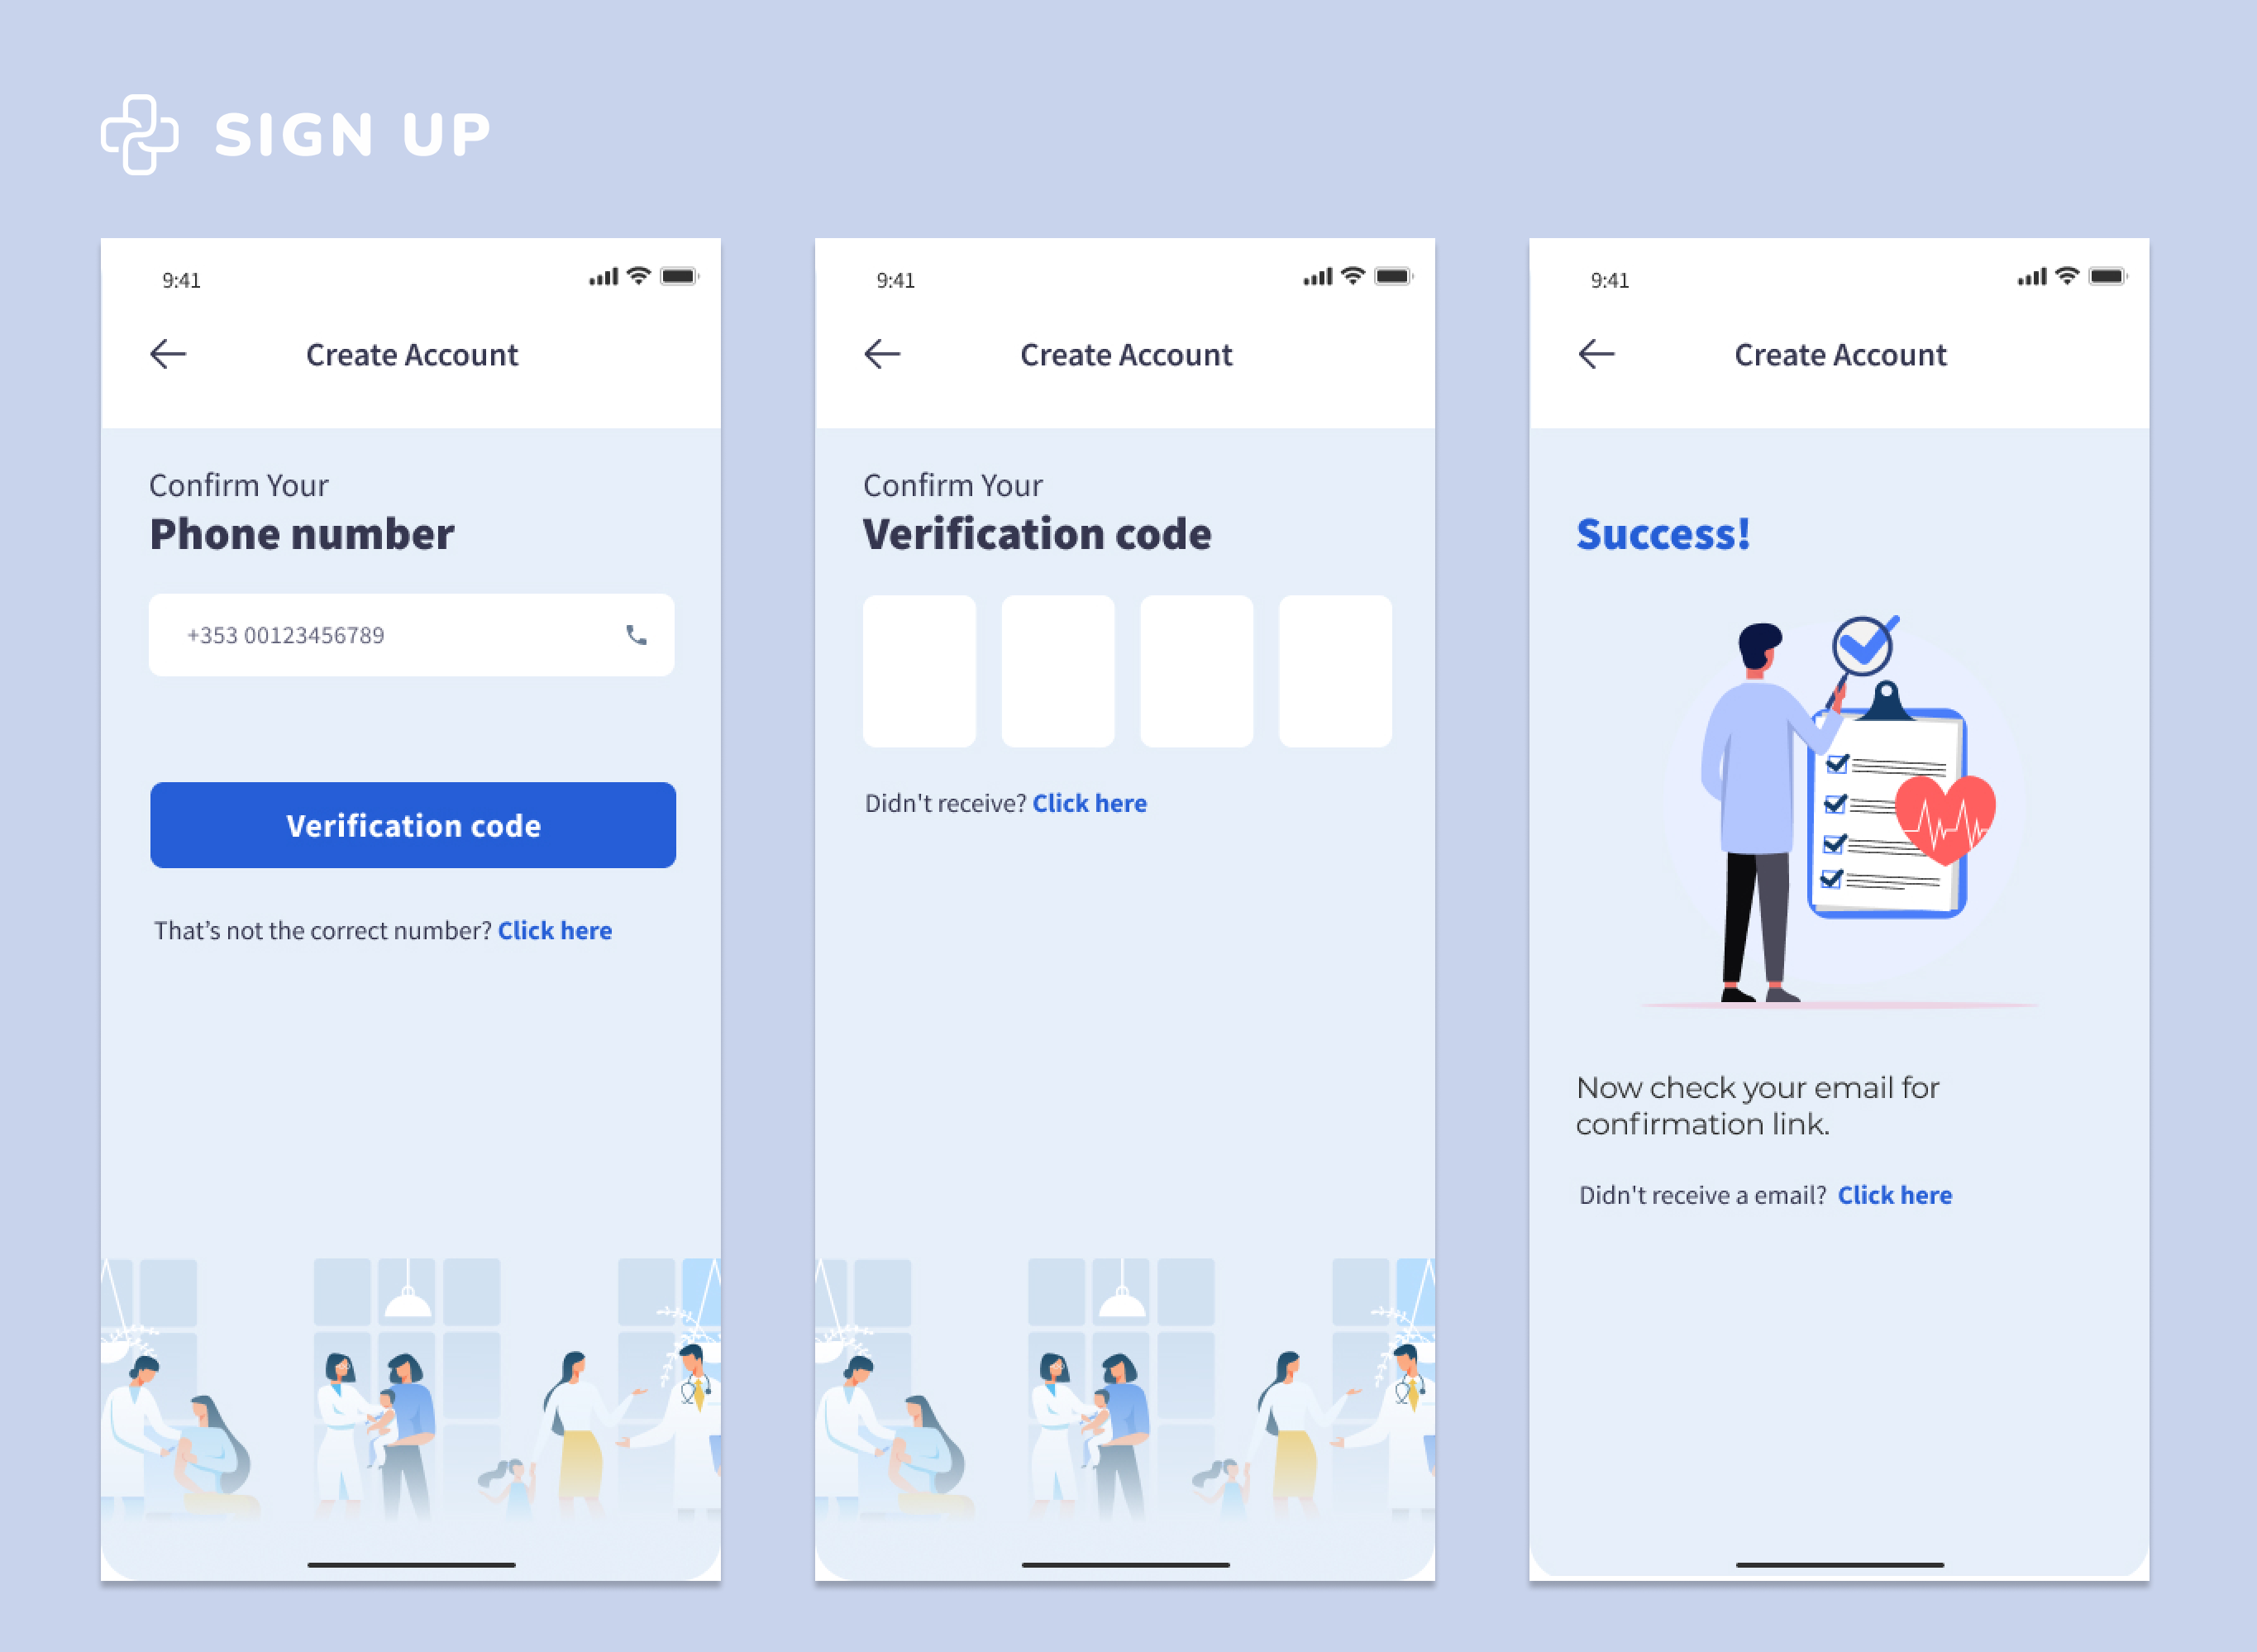 SIGN UP
9:41
Create Account
Confirm Your
Phone number
+353 00123456789
Verification code
That’s not the correct number? Click here
9:41
Create Account
Confirm Your
Verification code
Didn't receive? Click here
9:41
Create Account
Success!
Now check your email for
confirmation link.
Didn't receive a email? Click here